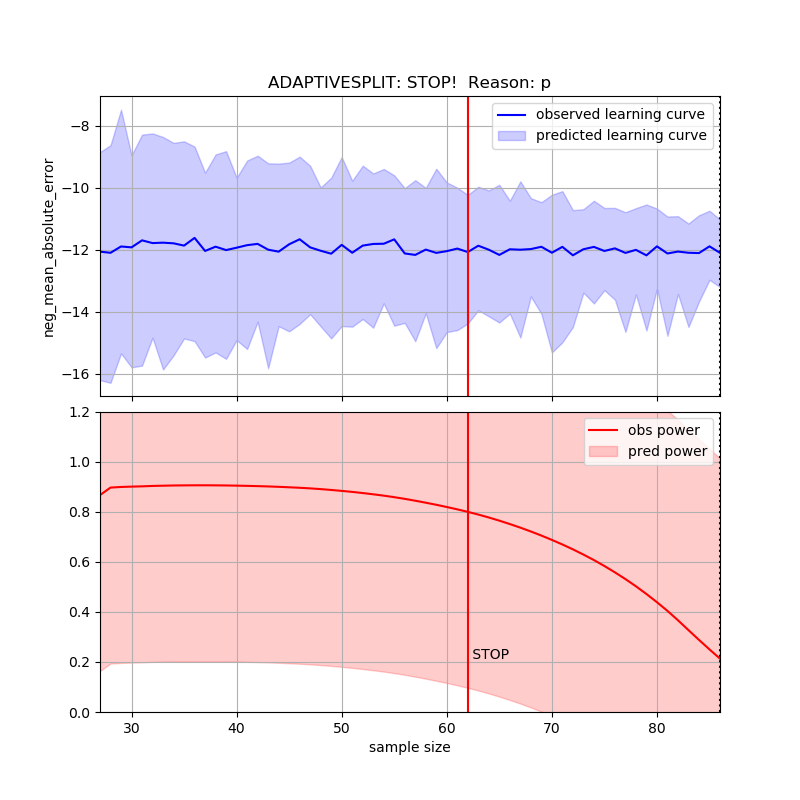 ADAPTIVESPLIT: STOP!  Reason: p
observed learning curve
predicted learning curve
neg_mean_absolute_error
−8
−10
−12
−14
−16
obs power
pred power
1.2
1.0
0.8
0.6
0.4
0.2
0.0
STOP
30 40 50 60 70 80
sample size